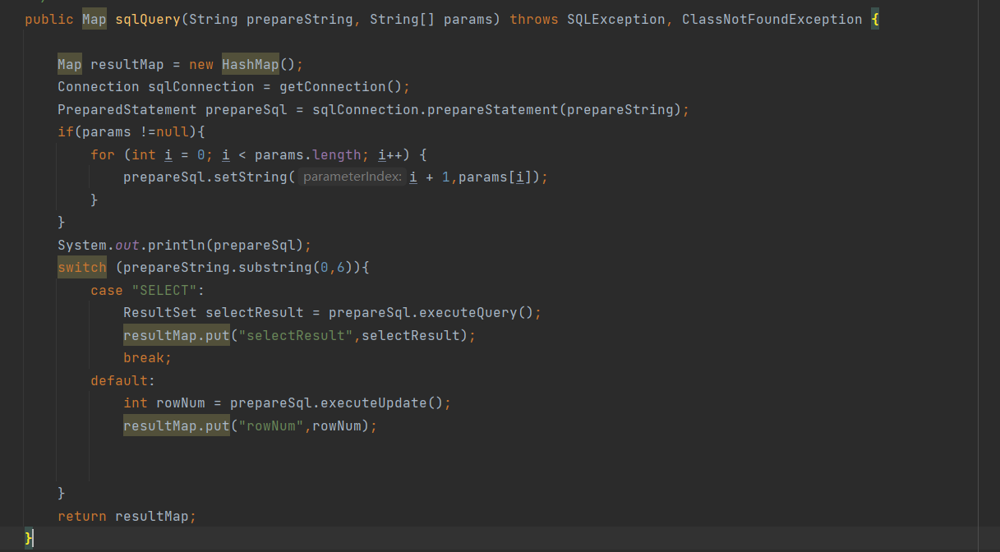 public Map sqlQuery(String prepareString, String[] params) throws SQLException, ClassNotFoundException {
Map resultMap = new HashMap();
Connection sqlConnection = getConnection();
PreparedStatement prepareSql = sqlConnection.prepareStatement(prepareString);
if(params !=null){
for (int i = 0; i < params.length; i++) {
prepareSql.setString( parameterIndex: i + 1,params[i]);
}
}
System.out.println(prepareSql);
switch (prepareString.substring(0,6)){
case "SELECT":
ResultSet selectResult = prepareSql.executeQuery();
resultMap.put("selectResult",selectResult);
break;
default:
int rowNum = prepareSql.executeUpdate();
resultMap.put("rowNum",rowNum);
}
return resultMap;
}